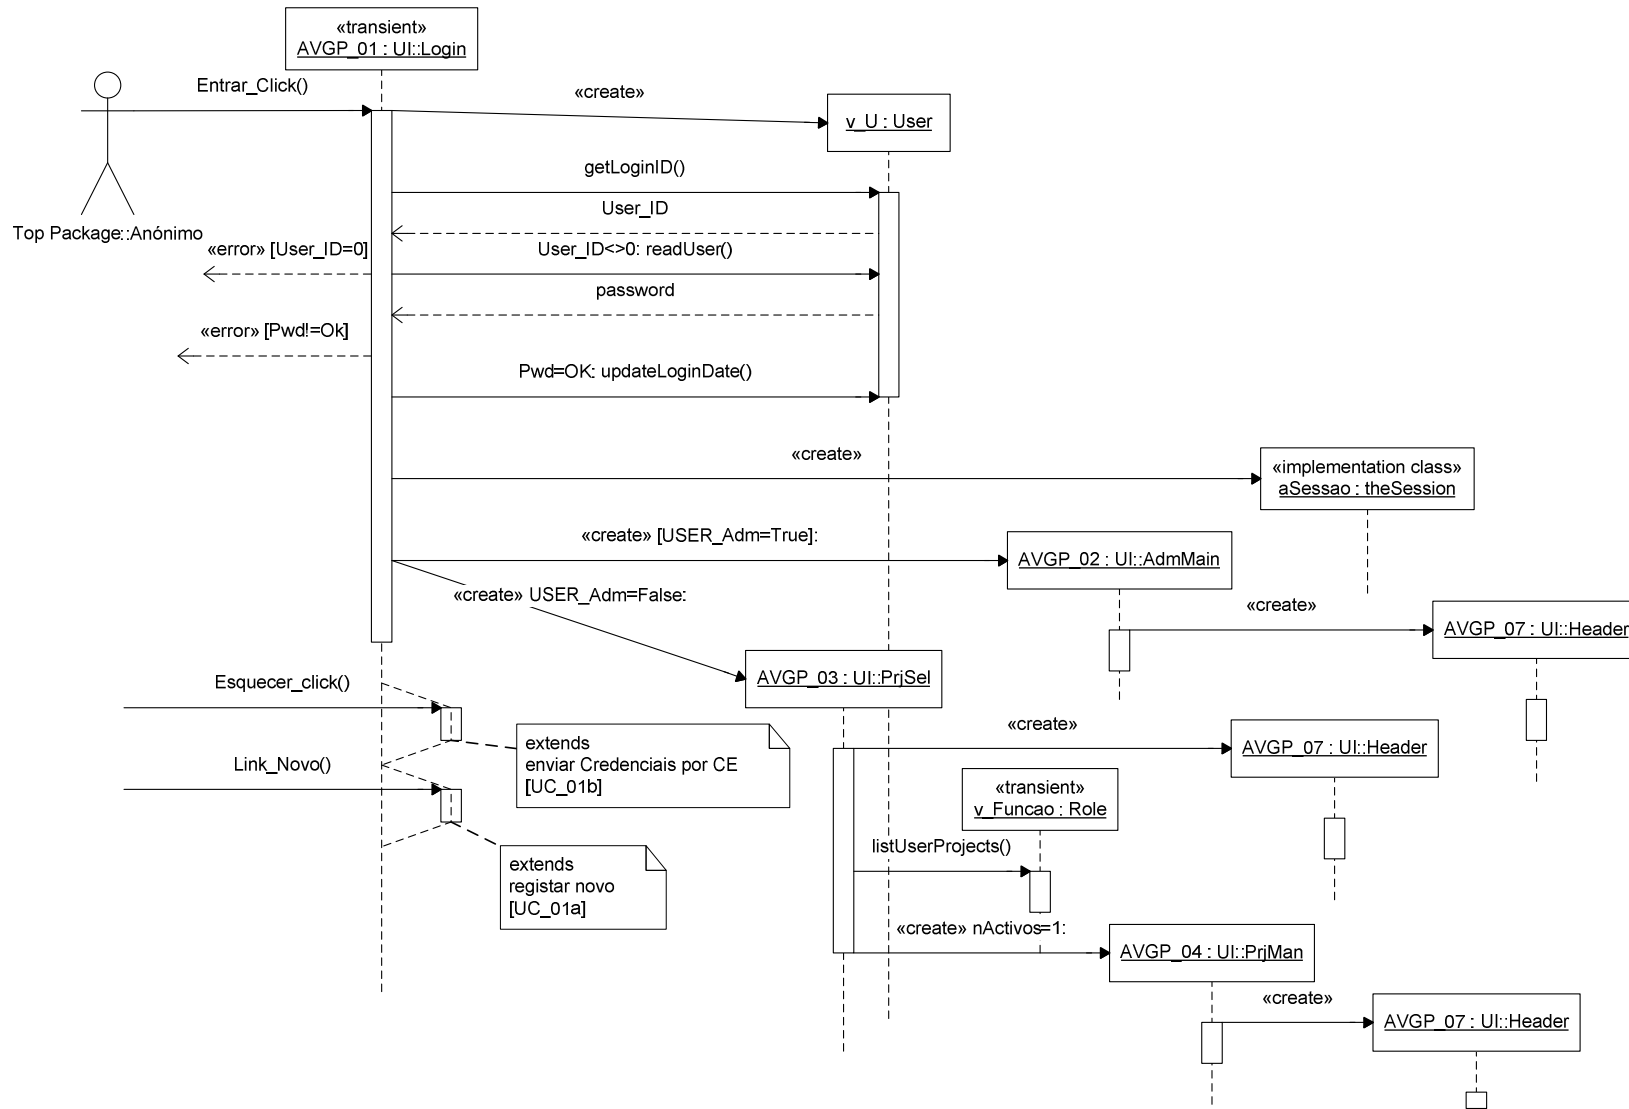 «transient»
AVGP_01 : UI::Login
Entrar_Click()
«create»
v_U : User
getLoginID()
User_ID
Top Package::Anónimo
«error» [User_ID=0]
User_ID<>0: readUser()
password
«error» [Pwd!=Ok]
Pwd=OK: updateLoginDate()
«create»
«implementation class»
aSessao : theSession
«create» [USER_Adm=True]:
AVGP_02 : UI::AdmMain
«create» USER_Adm=False:
«create»
AVGP_07 : UI::Header
AVGP_03 : UI::PrjSel
Esquecer_click()
«create»
AVGP_07 : UI::Header
extends
enviar Credenciais por CE
[UC_01b]
Link_Novo()
«transient»
v_Funcao : Role
listUserProjects()
extends
registar novo
[UC_01a]
«create» nActivos=1:
AVGP_04 : UI::PrjMan
«create»
AVGP_07 : UI::Header